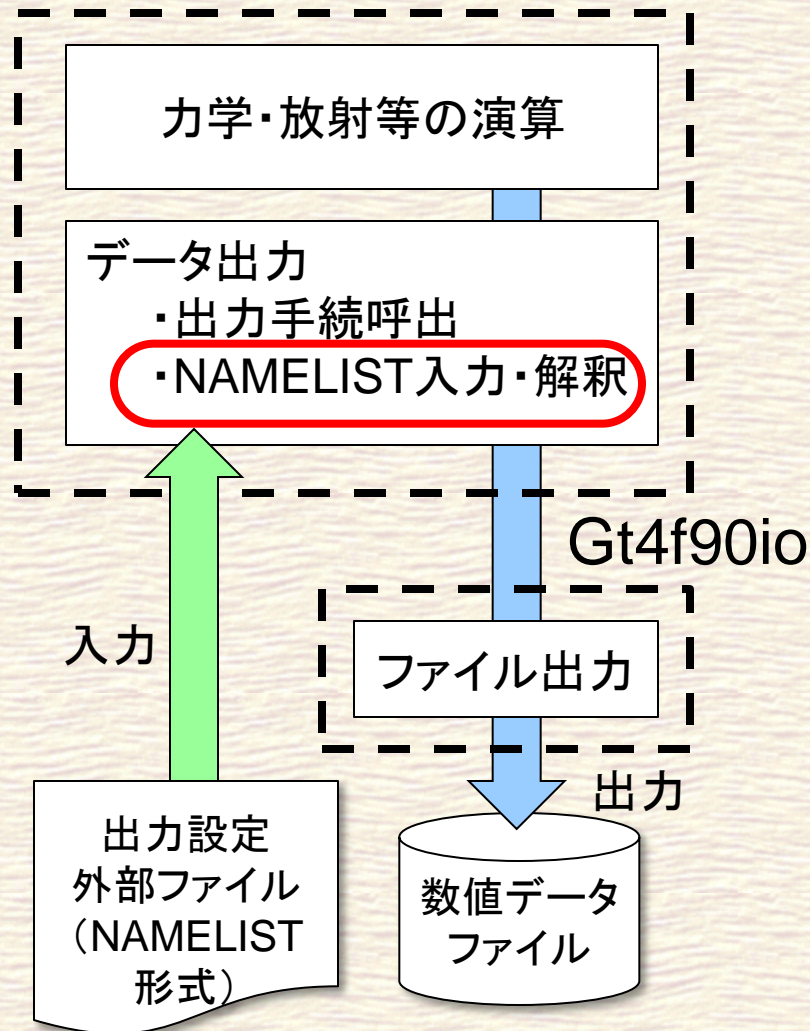 力学・放射等の演算
データ出力
・出力手続呼出
・NAMELIST入力・解釈
Gt4f90io
入力
ファイル出力
出力
出力設定
外部ファイル
（NAMELIST
形式）
数値データ
ファイル